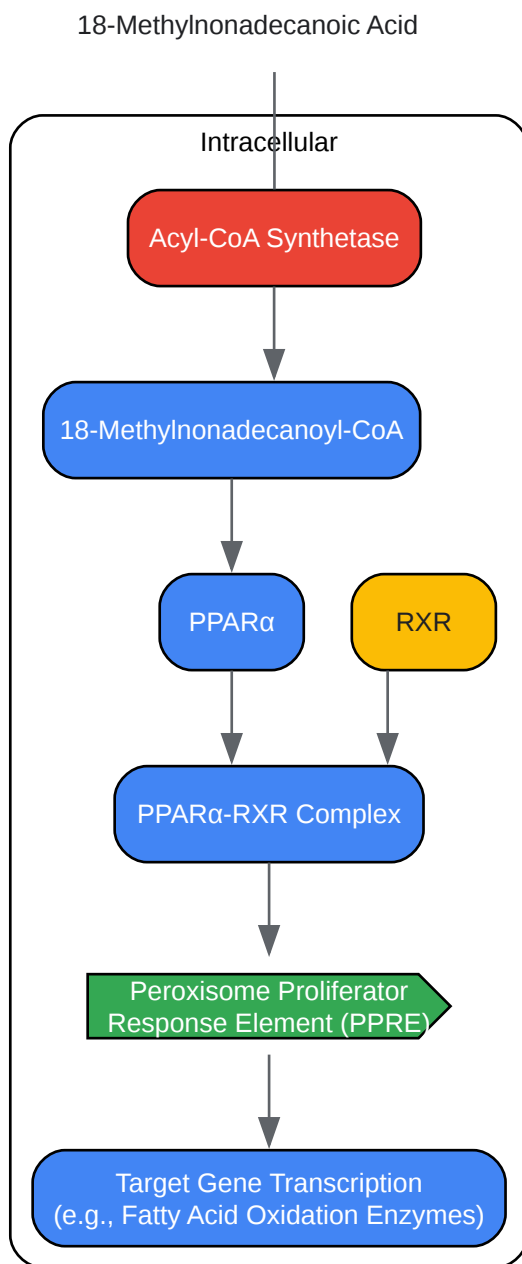 18-Methylnonadecanoic Acid
Intracellular
Acyl-CoA Synthetase
18-Methylnonadecanoyl-CoA
PPARα
RXR
PPARα-RXR Complex
Peroxisome Proliferator
Response Element (PPRE)
Target Gene Transcription
(e.g., Fatty Acid Oxidation Enzymes)